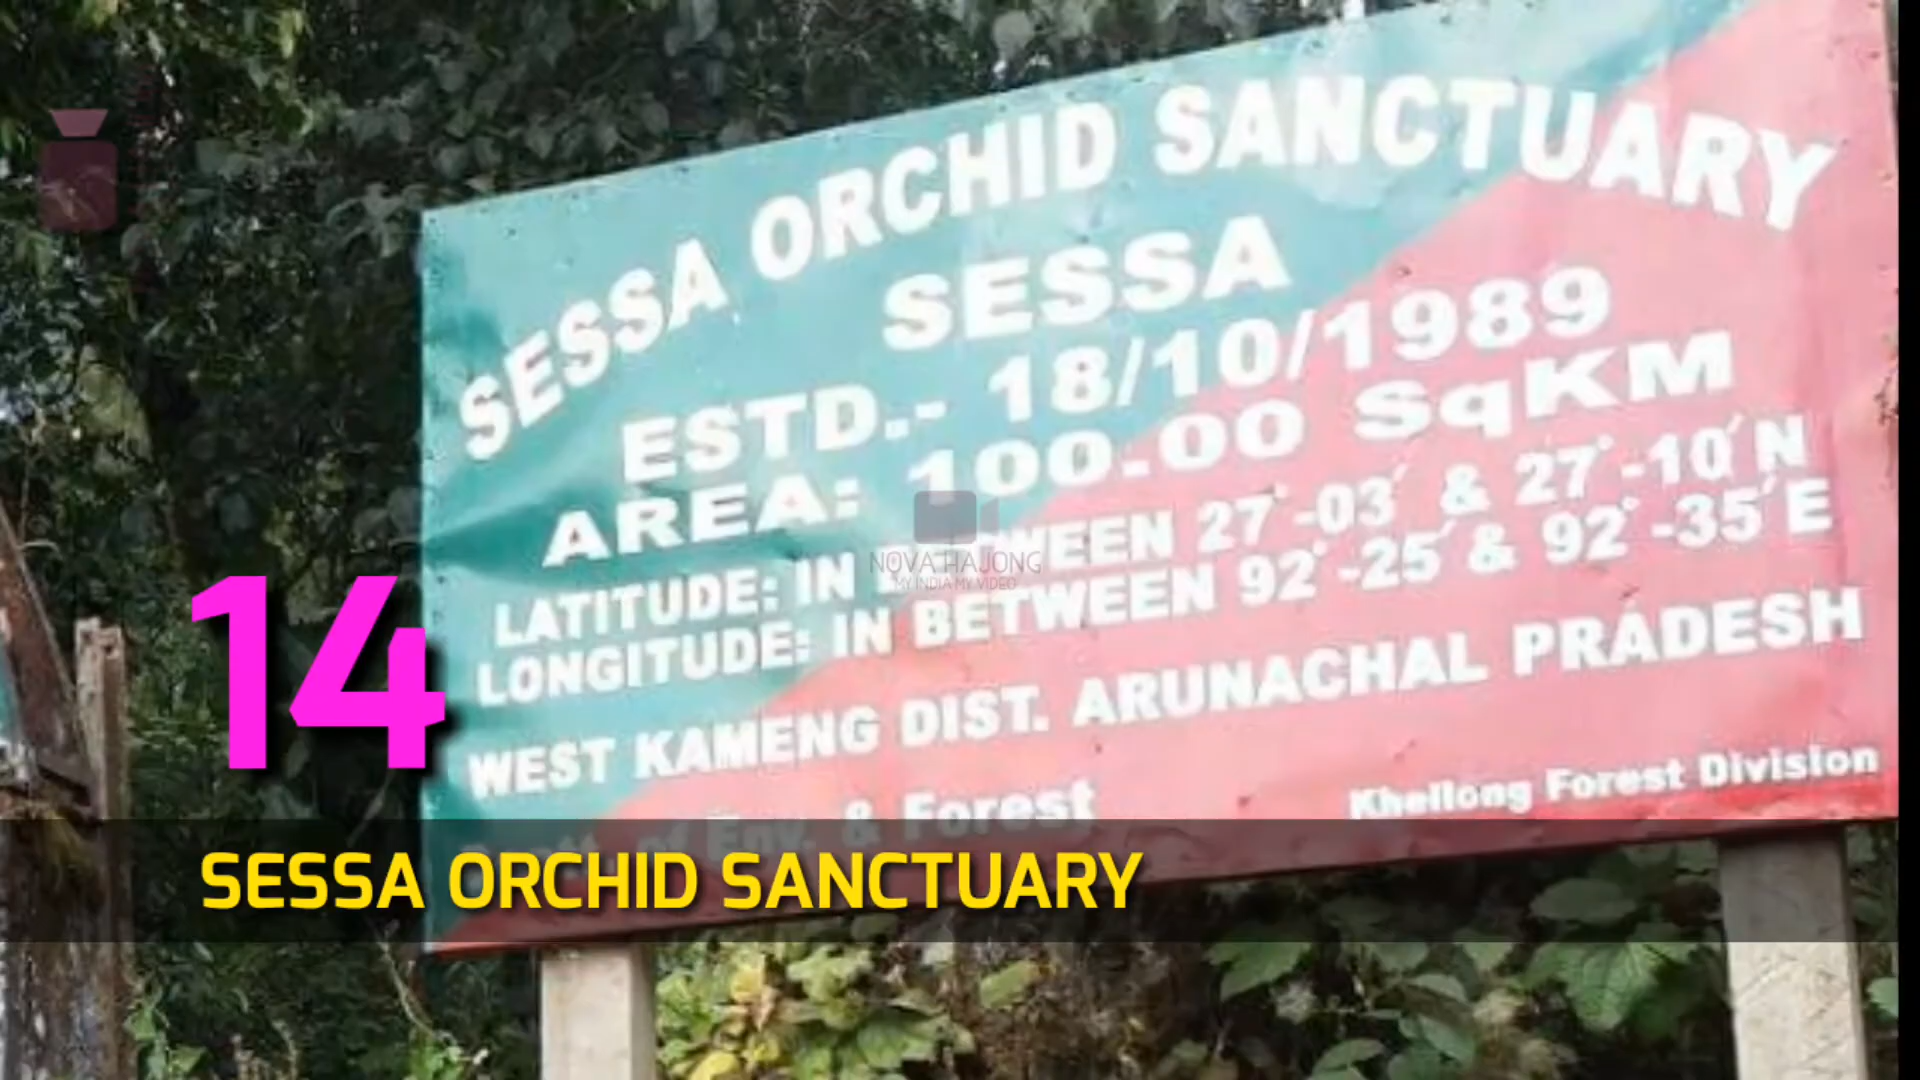 SESSA ORCHID SANCTUARY
SESSA
ESTD.- 18/10/1989
AREA: 100.00 SqKM
LATITUDE: IN BETWEEN 27°-03′ & 27°-10′N
LONGITUDE: IN BETWEEN 92°-25′ & 92°-35′E
WEST KAMENG DIST. ARUNACHAL PRADESH
of Env. & Forest
Khellong Forest Division
NOVA HAJONG
MY INDIA MY VIDEO
14
SESSA ORCHID SANCTUARY